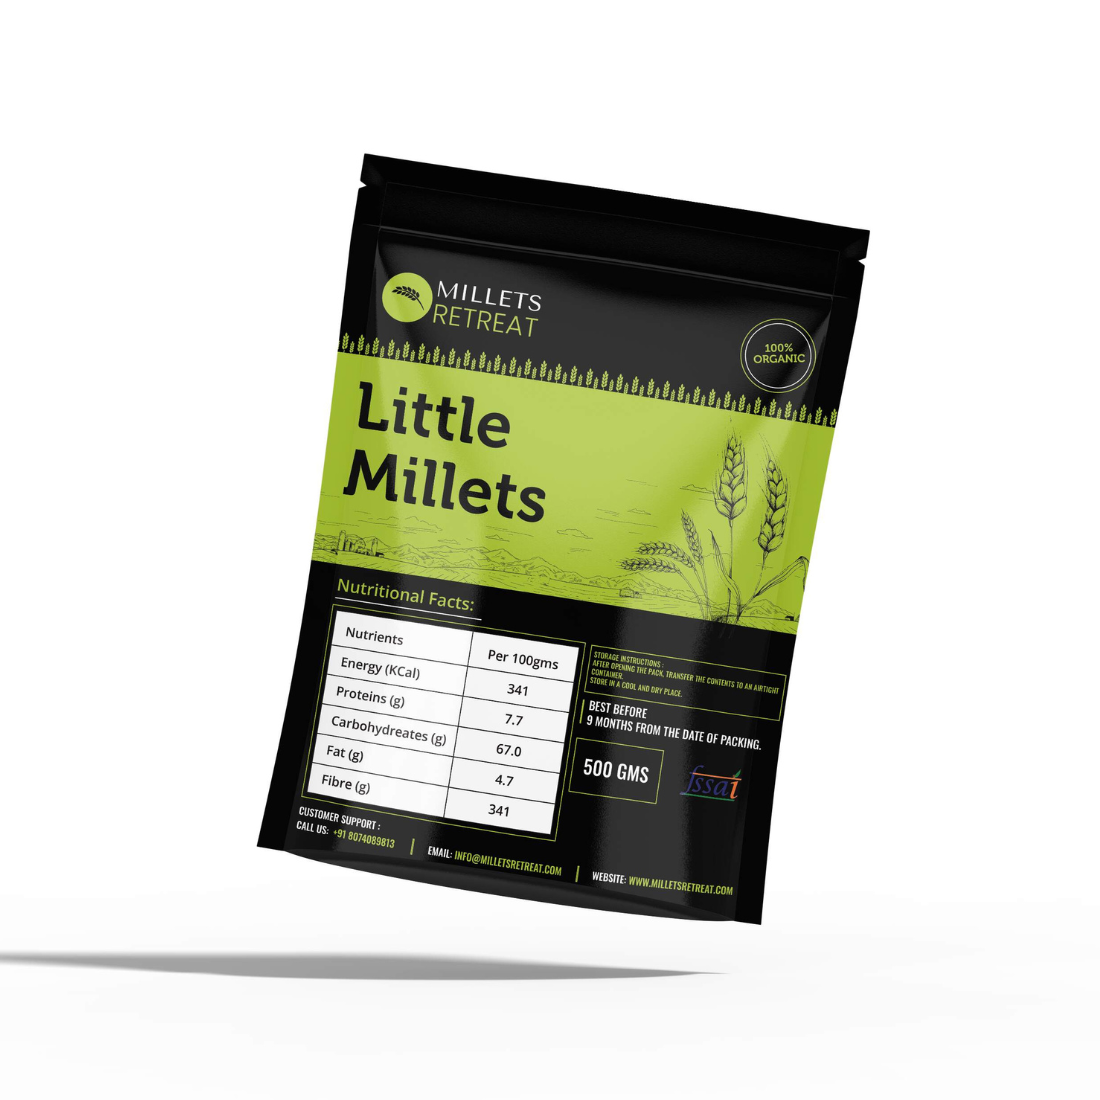 MILLETS
RETREAT
100%
ORGANIC
Little
Millets
Nutritional Facts:
Nutrients Per 100gms
Energy (KCal) 341
Proteins (g) 7.7
Carbohydreates (g) 67.0
Fat (g) 4.7
Fibre (g) 341
STORAGE INSTRUCTIONS :
AFTER OPENING THE PACK, TRANSFER THE CONTENTS TO AN AIRTIGHT
CONTAINER.
STORE IN A COOL AND DRY PLACE.
BEST BEFORE
9 MONTHS FROM THE DATE OF PACKING.
500 GMS
fssai
CUSTOMER SUPPORT :
CALL US: +91 8074089813 | EMAIL: INFO@MILLETSRETREAT.COM | WEBSITE: WWW.MILLETSRETREAT.COM